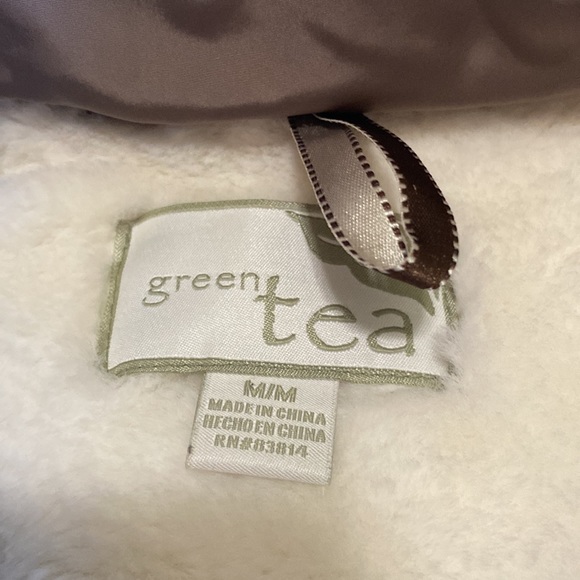 green
tea
M/M
MADE IN CHINA
HECHO EN CHINA
RN#83814